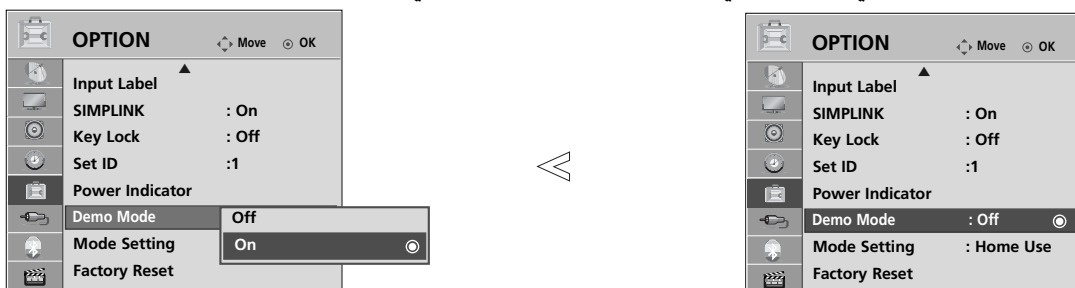 OPTION
Move OK
Input Label
SIMPLINK : On
Key Lock : Off
Set ID :1
Power Indicator
Demo Mode
Off
Mode Setting
On
Factory Reset
OPTION
Move OK
Input Label
SIMPLINK : On
Key Lock : Off
Set ID :1
Power Indicator
Demo Mode : Off
Mode Setting : Home Use
Factory Reset